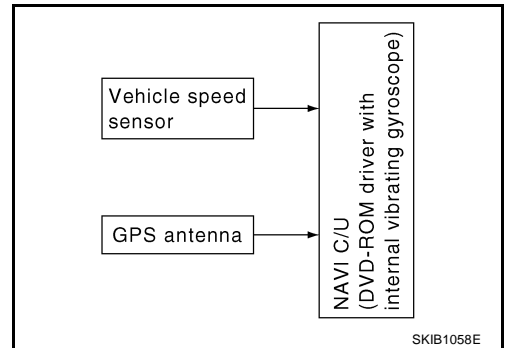 Vehicle speed
sensor
GPS antenna
NAVI C/U
(DVD-ROM driver with
internal vibrating gyroscope)
SKIB1058E